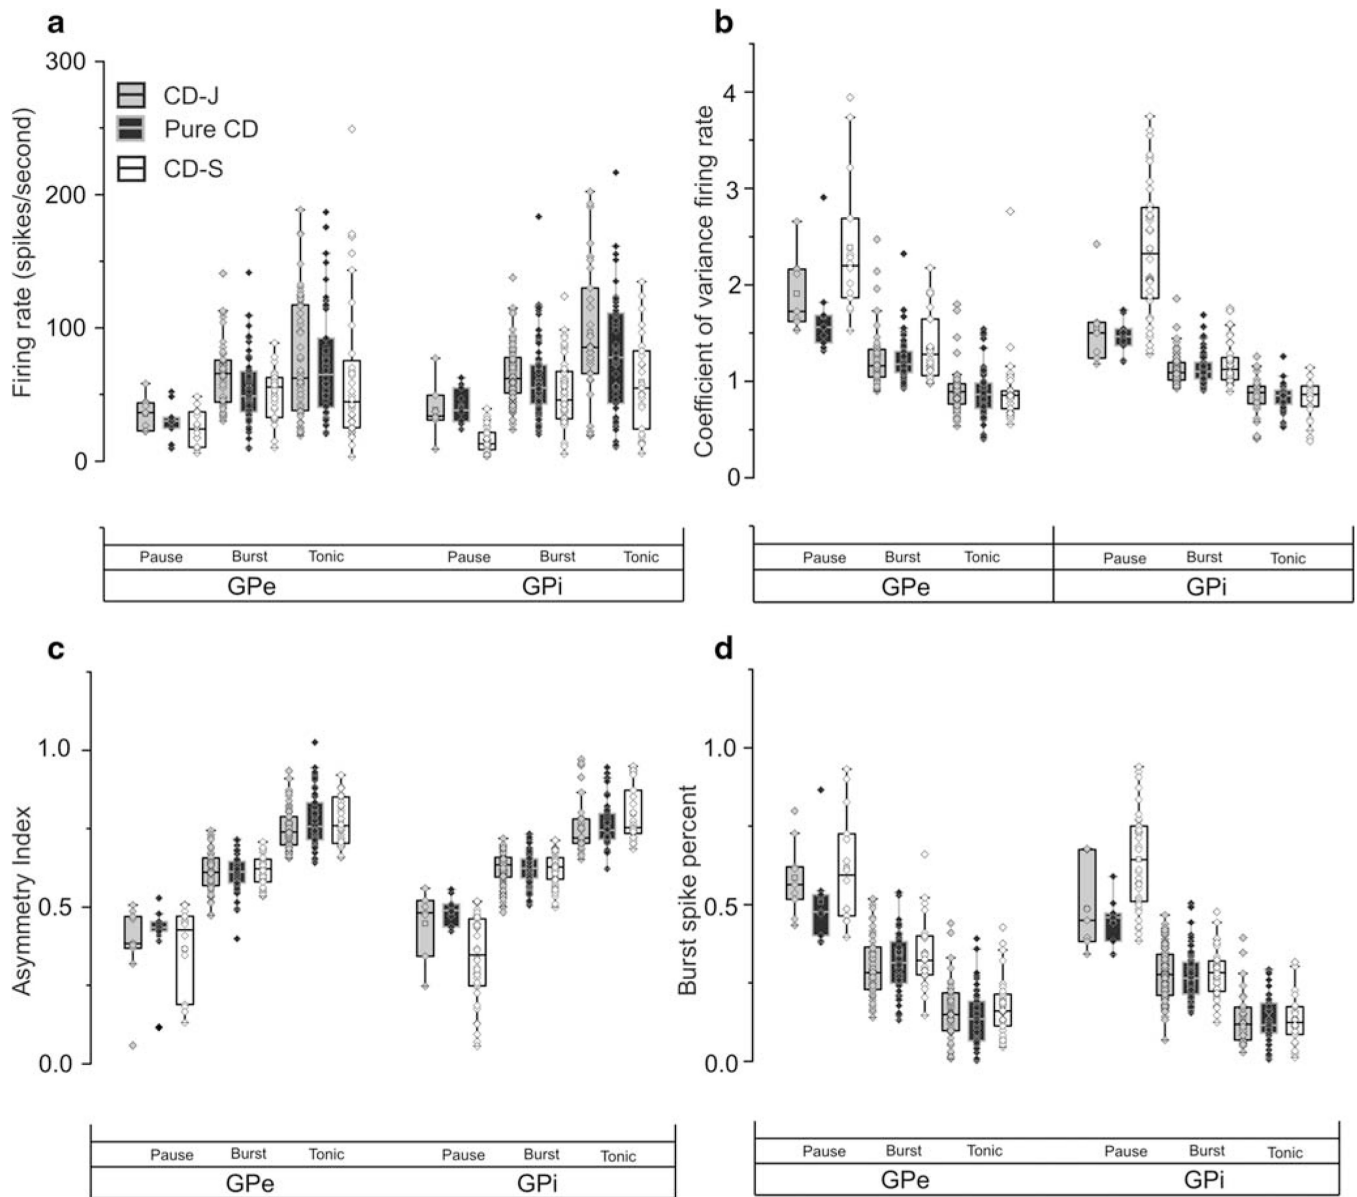 a
Firing rate (spikes/second)
300
200
100
0
CD-J
Pure CD
CD-S
Pause Burst Tonic Pause Burst Tonic
GPe GPi
b
Coefficient of variance firing rate
4
3
2
1
0
Pause Burst Tonic Pause Burst Tonic
GPe GPi
c
Asymmetry Index
1.0
0.5
0.0
Pause Burst Tonic Pause Burst Tonic
GPe GPi
d
Burst spike percent
1.0
0.5
0.0
Pause Burst Tonic Pause Burst Tonic
GPe GPi